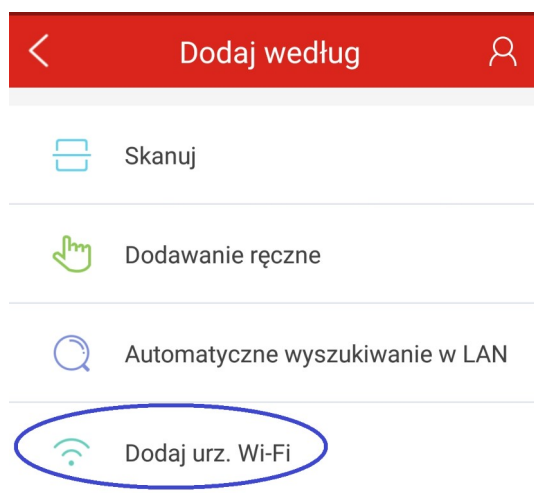 Dodaj według
Skanuj
Dodawanie ręczne
Automatyczne wyszukiwanie w LAN
Dodaj urz. Wi-Fi